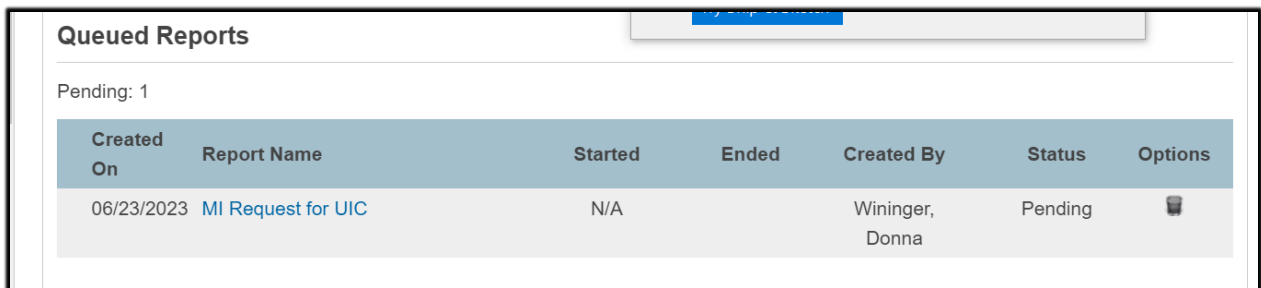 Queued Reports
Pending: 1
Created On Report Name Started Ended Created By Status Options
06/23/2023 MI Request for UIC N/A Wininger, Donna Pending